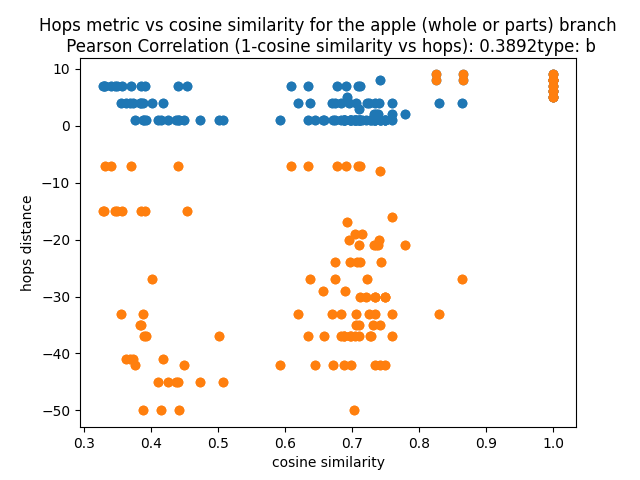 Hops metric vs cosine similarity for the apple (whole or parts) branch
Pearson Correlation (1-cosine similarity vs hops): 0.3892type: b
10
0
−10
−20
−30
−40
−50
hops distance
0.3 0.4 0.5 0.6 0.7 0.8 0.9 1.0
cosine similarity